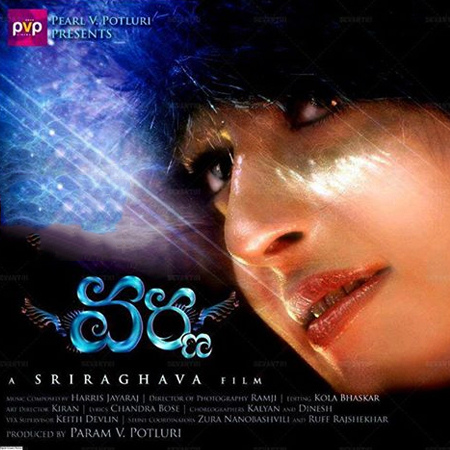 PEARL V. POTLURI
PRESENTS
pvp
వర్ణ
A SRIRAGHAVA FILM
MUSIC COMPOSED BY HARRIS JAYARAJ | DIRECTOR OF PHOTOGRAPHY RAMJI | EDITING KOLA BHASKAR
ART DIRECTOR KIRAN | LYRICS CHANDRA BOSE | CHOREOGRAPHERS KALYAN AND DINESH
VFX SUPERVISOR KEITH DEVLIN | STUNT COORDINATORS ZURA NANOBASHVILI AND RUFF RAJSHEKHAR
PRODUCED BY PARAM V. POTLURI